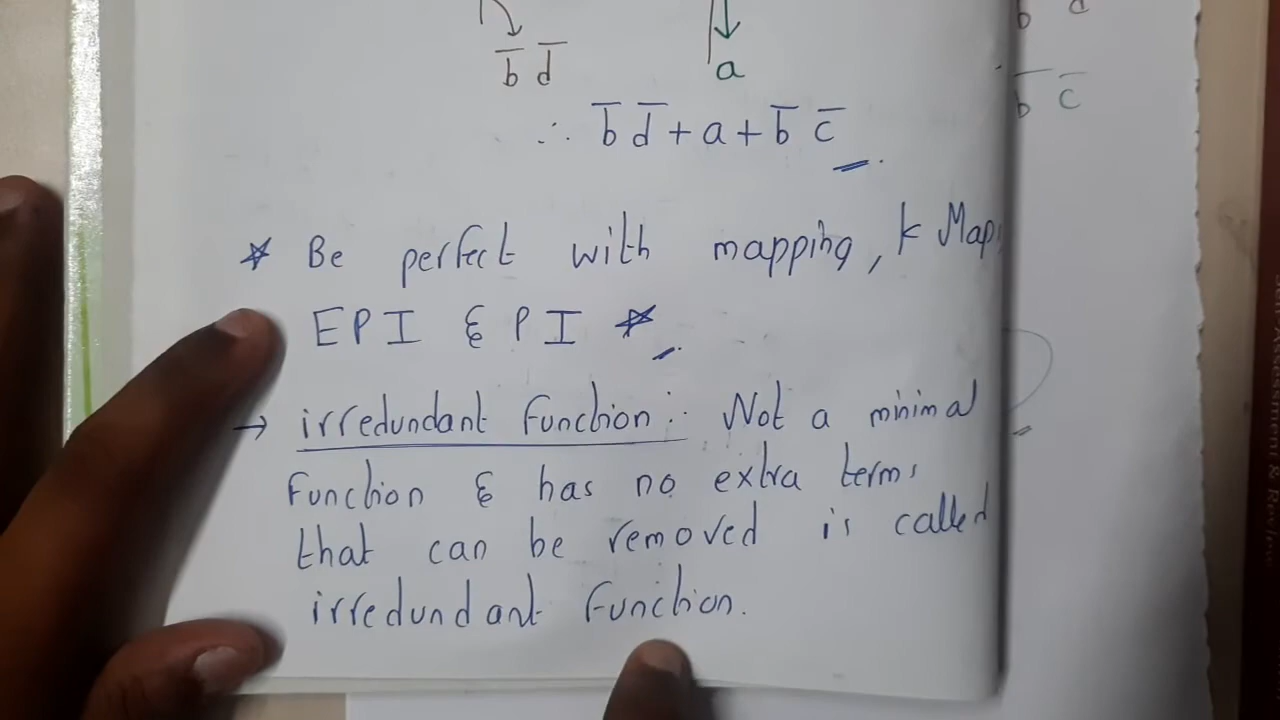 b̅ d̅
a
∴ b̅ d̅ + a + b̅ c̅
☆ Be perfect with mapping, k Map
EPI & PI ☆
→ irredundant function : Not a minimal
function & has no extra terms
that can be removed is called
irredundant function.
b d
b̅ c̅